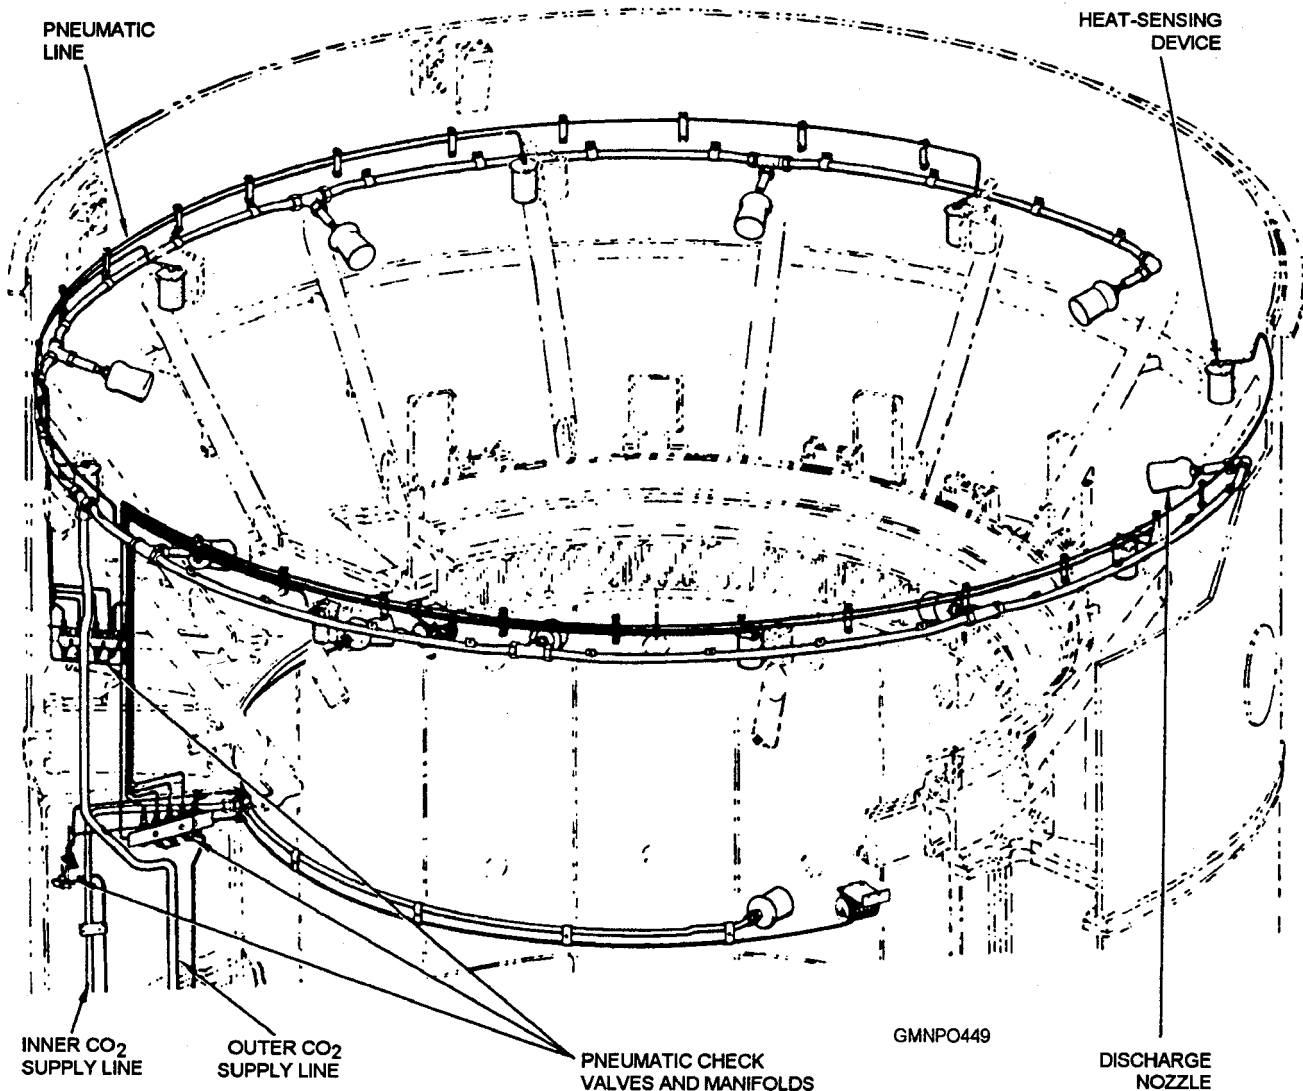 PNEUMATIC
LINE
HEAT-SENSING
DEVICE
INNER CO₂
SUPPLY LINE
OUTER CO₂
SUPPLY LINE
PNEUMATIC CHECK
VALVES AND MANIFOLDS
GMNPO449
DISCHARGE
NOZZLE